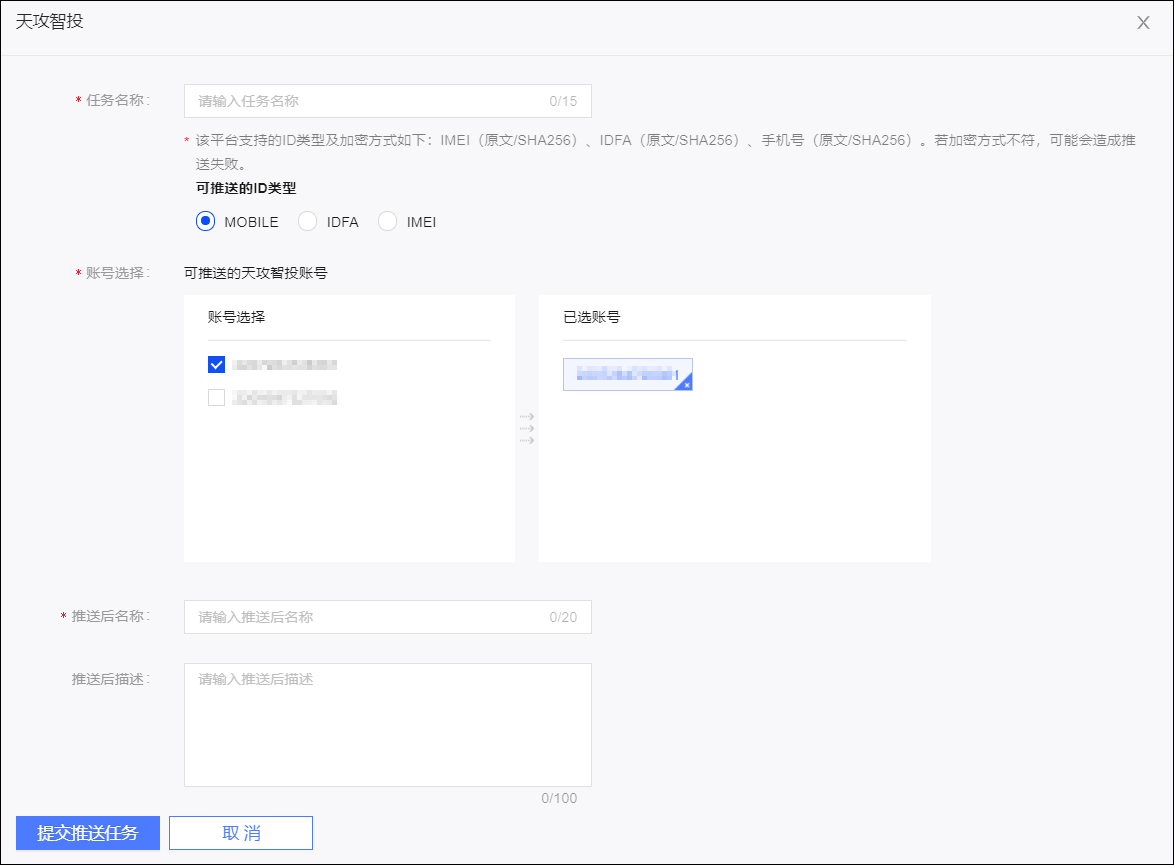 天攻智投
X
* 任务名称:
请输入任务名称 0/15
* 该平台支持的ID类型及加密方式如下：IMEI（原文/SHA256）、IDFA（原文/SHA256）、手机号（原文/SHA256）。若加密方式不符，可能会造成推
送失败。
可推送的ID类型
MOBILE IDFA IMEI
* 账号选择: 可推送的天攻智投账号
账号选择
已选账号
* 推送后名称:
请输入推送后名称 0/20
推送后描述:
请输入推送后描述
0/100
提交推送任务
取 消